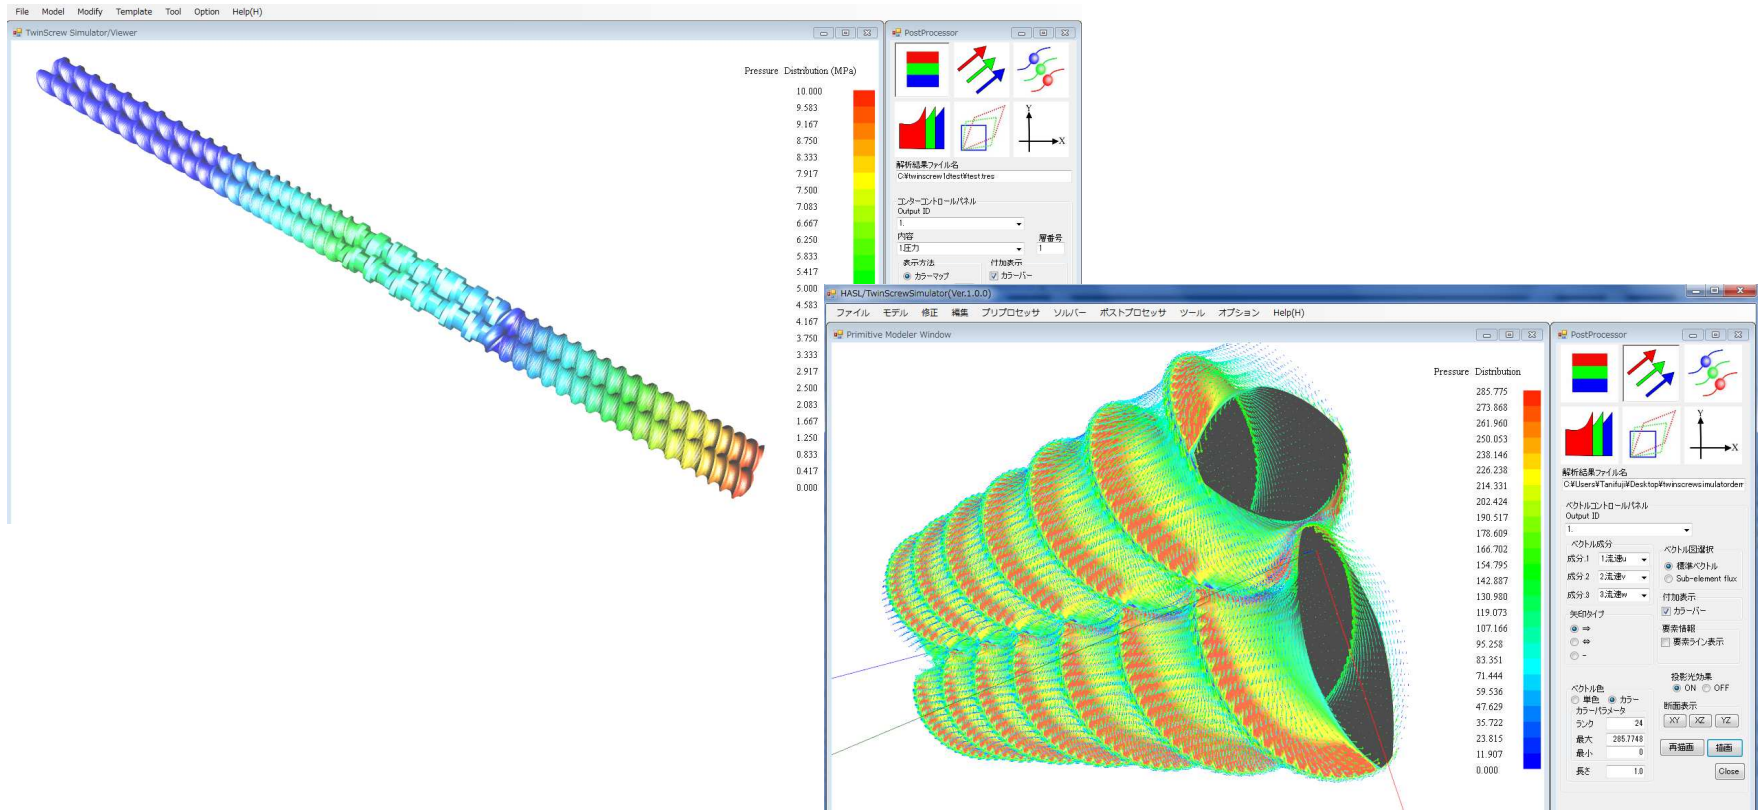 File Model Modify Template Tool Option Help(H)
TwinScrew Simulator/Viewer
Pressure Distribution (MPa)
10.000
9.583
9.167
8.750
8.333
7.917
7.500
7.083
6.667
6.250
5.833
5.417
5.000
4.583
4.167
3.750
3.333
2.917
2.500
2.083
1.667
1.250
0.833
0.417
0.000
PostProcessor
Y
X
解析結果ファイル名
C:¥twinscrew1dtest¥test.tres
コンターコントロールパネル
Output ID
1.
内容 層番号
1.圧力 1
表示方法 付加表示
カラーマップ カラーバー
HASL/TwinScrewSimulator(Ver.1.0.0)
ファイル モデル 修正 編集 プリプロセッサ ソルバー ポストプロセッサ ツール オプション Help(H)
Primitive Modeler Window
Pressure Distribution
285.775
273.868
261.960
250.053
238.146
226.238
214.331
202.424
190.517
178.609
166.702
154.795
142.887
130.980
119.073
107.166
95.258
83.351
71.444
59.536
47.629
35.722
23.815
11.907
0.000
PostProcessor
Y
X
解析結果ファイル名
C:¥Users¥Tanifuji¥Desktop¥twinscrewsimulatordem
ベクトルコントロールパネル
Output ID
1.
ベクトル成分 ベクトル図選択
成分.1 1.流速u 標準ベクトル
成分.2 2.流速v Sub-element flux
成分.3 3.流速w 付加表示
カラーバー
矢印タイプ 要素情報
⇒ 要素ライン表示
⇔
-
投影光効果
ON OFF
ベクトル色
単色 カラー 断面表示
カラーパラメータ XY XZ YZ
ランク 24
最大 285.7748 再描画 描画
最小 0
長さ 1.0 Close